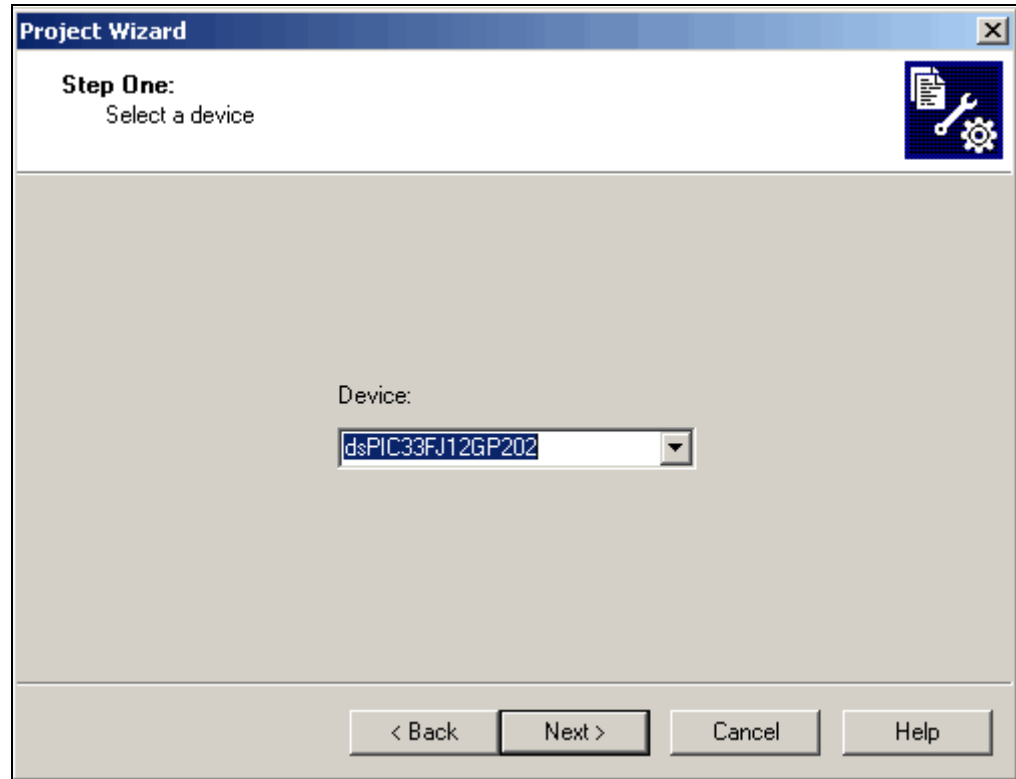 Project Wizard
Step One:
Select a device
Device:
dsPIC33FJ12GP202
< Back Next > Cancel Help